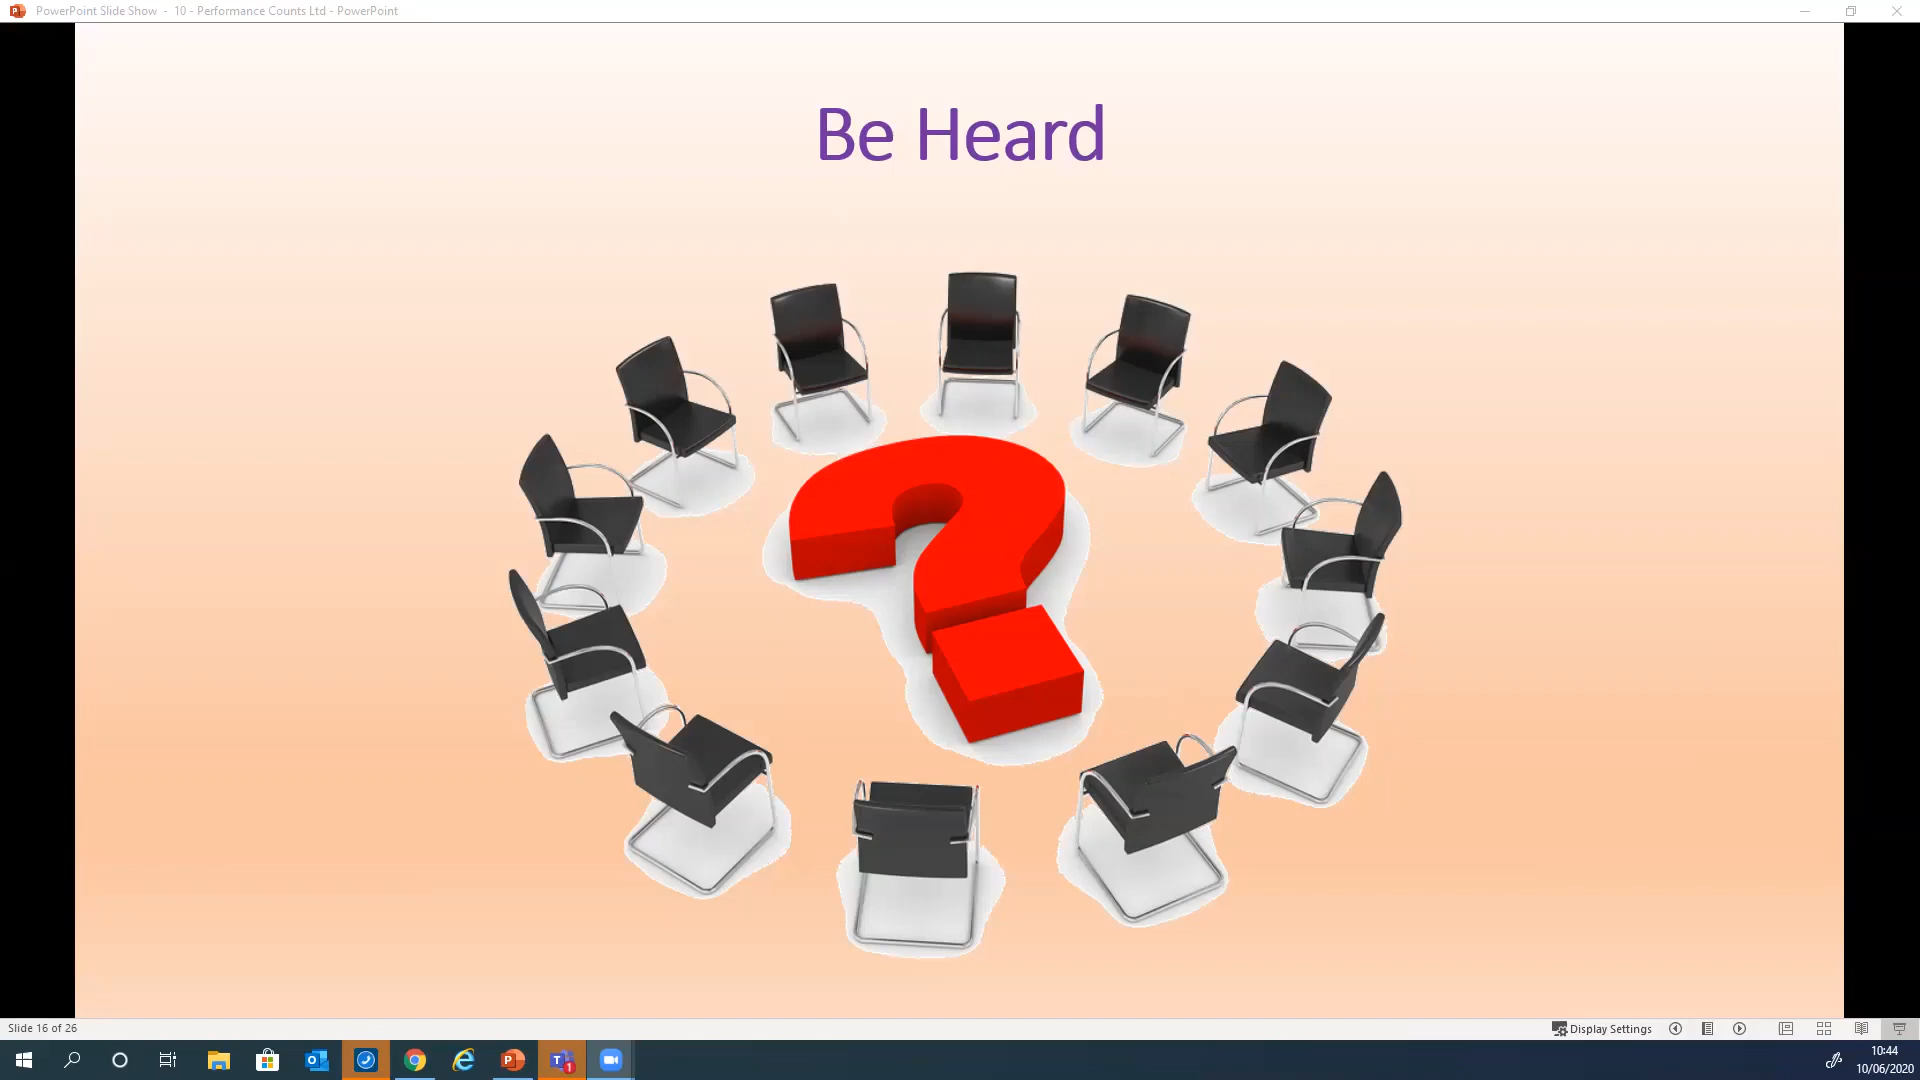 PowerPoint Slide Show - 10 - Performance Counts Ltd - PowerPoint
Be Heard
Slide 16 of 26
Display Settings
10:44
10/06/2020